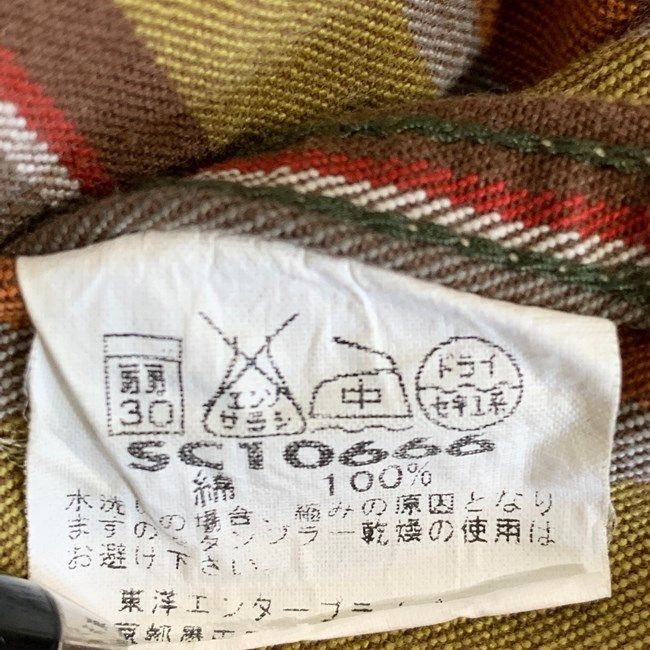 30 エンソ サラシ 中 ドライ セキユ系
SC10666
綿 100%
水洗いの場合 縮みの原因となり
ますのでタンブラー乾燥の使用は
お避け下さい。
東洋エンタープライ